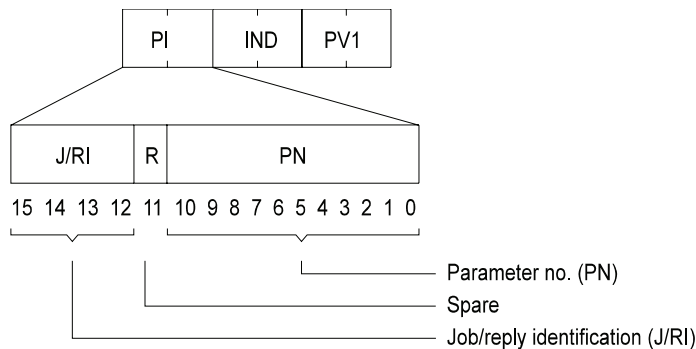 PI IND PV1
J/RI R PN
15 14 13 12 11 10 9 8 7 6 5 4 3 2 1 0
Parameter no. (PN)
Spare
Job/reply identification (J/RI)